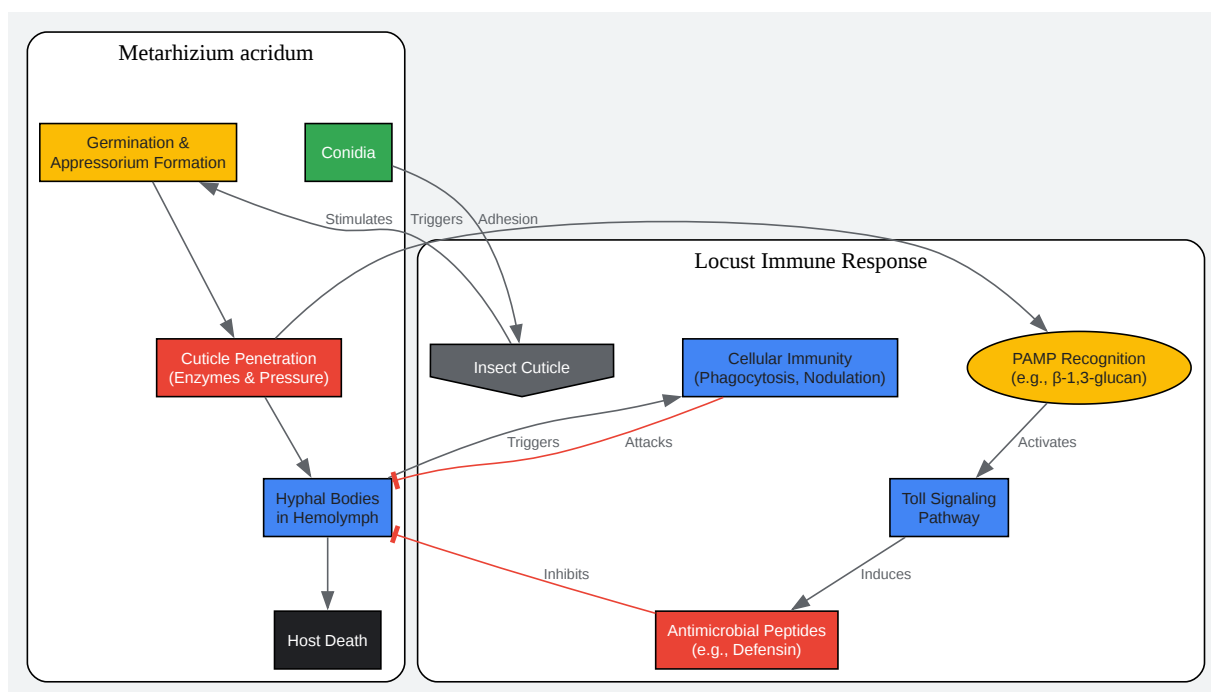 Metarhizium acridum
Germination &
Appressorium Formation
Conidia
Stimulates
Triggers
Adhesion
Locust Immune Response
Cuticle Penetration
(Enzymes & Pressure)
Insect Cuticle
Cellular Immunity
(Phagocytosis, Nodulation)
PAMP Recognition
(e.g., β-1,3-glucan)
Triggers
Attacks
Activates
Hyphal Bodies
in Hemolymph
Toll Signaling
Pathway
Inhibits
Induces
Host Death
Antimicrobial Peptides
(e.g., Defensin)